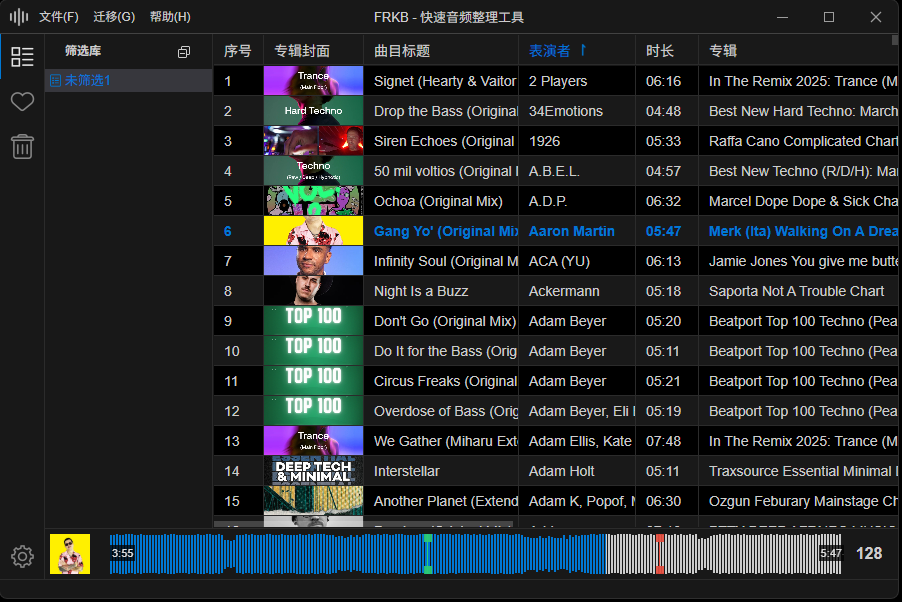 文件(F) 迁移(G) 帮助(H) FRKB - 快速音频整理工具
筛选库
未筛选1
序号 专辑封面 曲目标题 表演者 ↑ 时长 专辑
1 Trance (Main Floor) Signet (Hearty & Vaitor 2 Players 06:16 In The Remix 2025: Trance (M
2 Hard Techno Drop the Bass (Original 34Emotions 04:48 Best New Hard Techno: March
3 Siren Echoes (Original 1926 05:33 Raffa Cano Complicated Chart
4 Techno (Raw / Deep / Hypnotic) 50 mil voltios (Original A.B.E.L. 04:57 Best New Techno (R/D/H): Mar
5 Ochoa (Original Mix) A.D.P. 06:32 Marcel Dope Dope & Sick Cha
6 Gang Yo' (Original Mix Aaron Martin 05:47 Merk (Ita) Walking On A Drea
7 Infinity Soul (Original M ACA (YU) 06:13 Jamie Jones You give me butte
8 Night Is a Buzz Ackermann 05:18 Saporta Not A Trouble Chart
9 TOP 100 Don't Go (Original Mix) Adam Beyer 05:20 Beatport Top 100 Techno (Pea
10 TOP 100 Do It for the Bass (Orig Adam Beyer 05:11 Beatport Top 100 Techno (Pea
11 TOP 100 Circus Freaks (Original Adam Beyer 05:21 Beatport Top 100 Techno (Pea
12 TOP 100 Overdose of Bass (Orig Adam Beyer, Eli 05:19 Beatport Top 100 Techno (Pea
13 Trance (Main Floor) We Gather (Miharu Ext Adam Ellis, Kate 07:48 In The Remix 2025: Trance (M
14 ESSENTIAL DEEP TECH & MINIMAL Interstellar Adam Holt 05:11 Traxsource Essential Minimal
15 Another Planet (Extend Adam K, Popof, 06:30 Ozgun Feburary Mainstage Ch
3:55 5:47 128